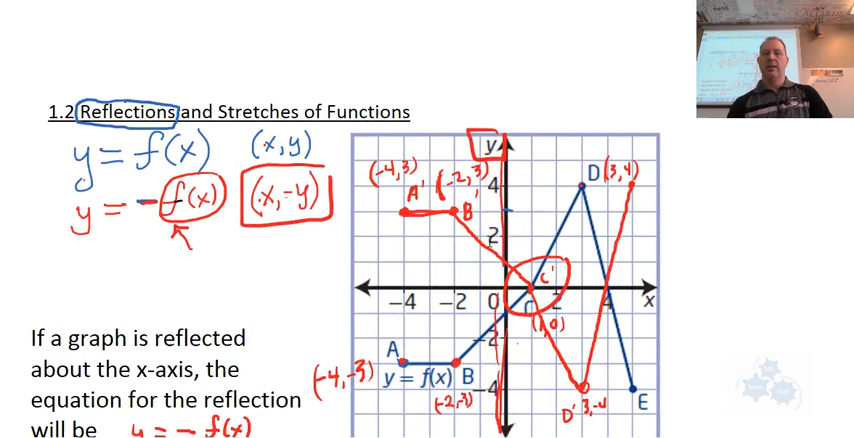 1.2 Reflections and Stretches of Functions
y = f(x) (x, y)
y = -f(x) (x, -y)
If a graph is reflected
about the x-axis, the
equation for the reflection
will be y = - f(x)
y
(-4, 3) (-2, 3) 4 D (3, 4)
A' B'
2
C'
-4 -2 0 C 2 4 x
(1, 0)
-2
A
(-4, -3) y = f(x) B
(-2, -3) -4 E
D' 3, -4